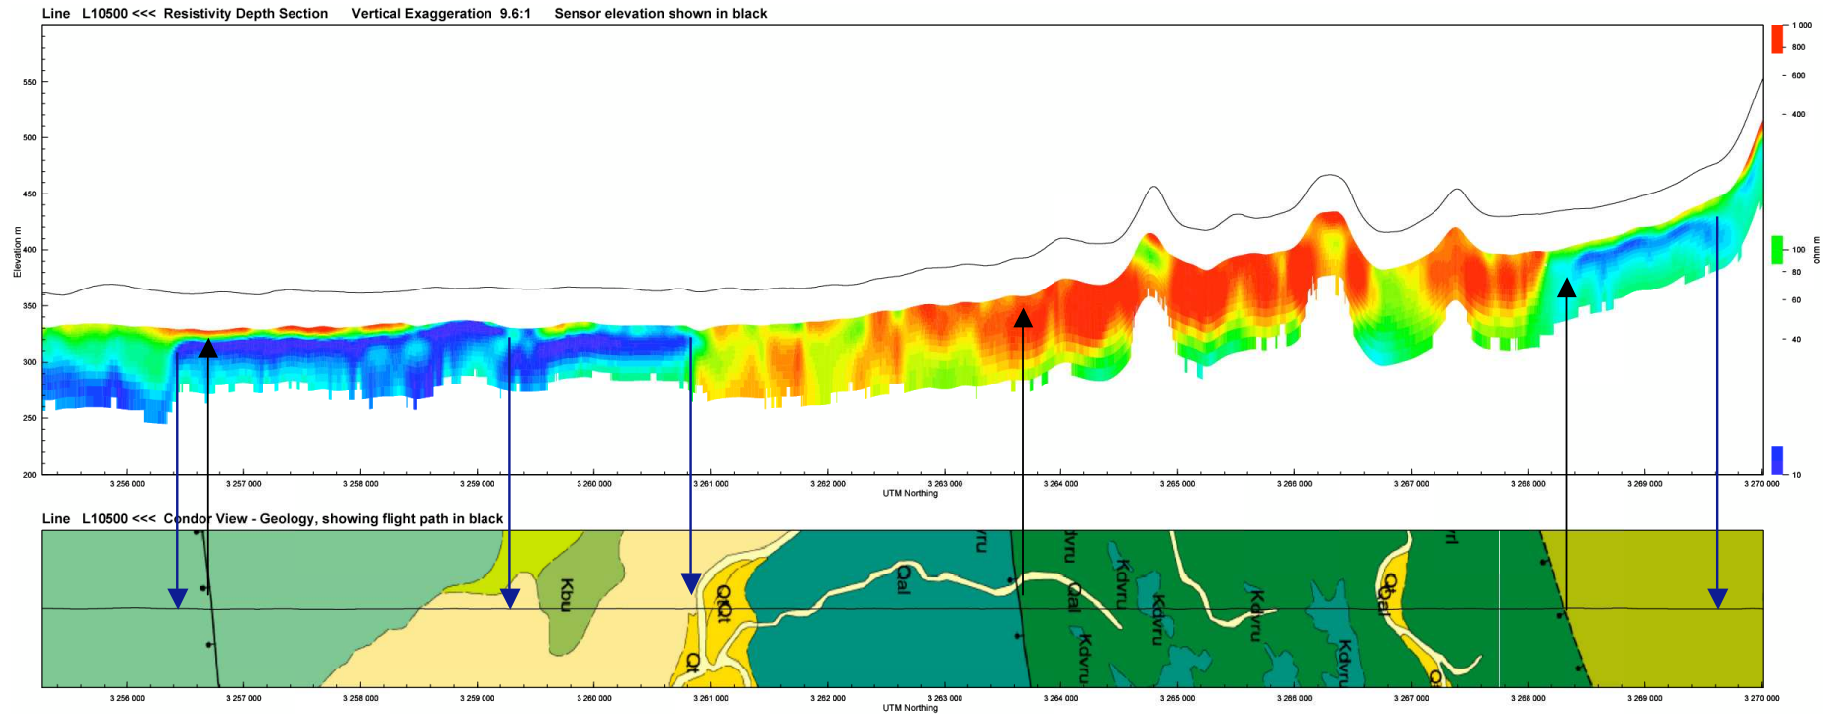 Line L10500 <<< Resistivity Depth Section Vertical Exaggeration 9.6:1 Sensor elevation shown in black
1 000
800
600
400
100
80
60
40
10
ohm m
Elevation m
550
500
450
400
350
300
250
200
3 256 000 3 257 000 3 258 000 3 259 000 3 260 000 3 261 000 3 262 000 3 263 000 3 264 000 3 265 000 3 266 000 3 267 000 3 268 000 3 269 000 3 270 000
UTM Northing
Line L10500 <<< Condor View - Geology, showing flight path in black
Kbu
Qt
Qt
Qal
Qal
Kdvru
Kdvru
Kdvru
Kdvru
Kdvru
Qt
Qal
3 256 000 3 257 000 3 258 000 3 259 000 3 260 000 3 261 000 3 262 000 3 263 000 3 264 000 3 265 000 3 266 000 3 267 000 3 268 000 3 269 000 3 270 000
UTM Northing